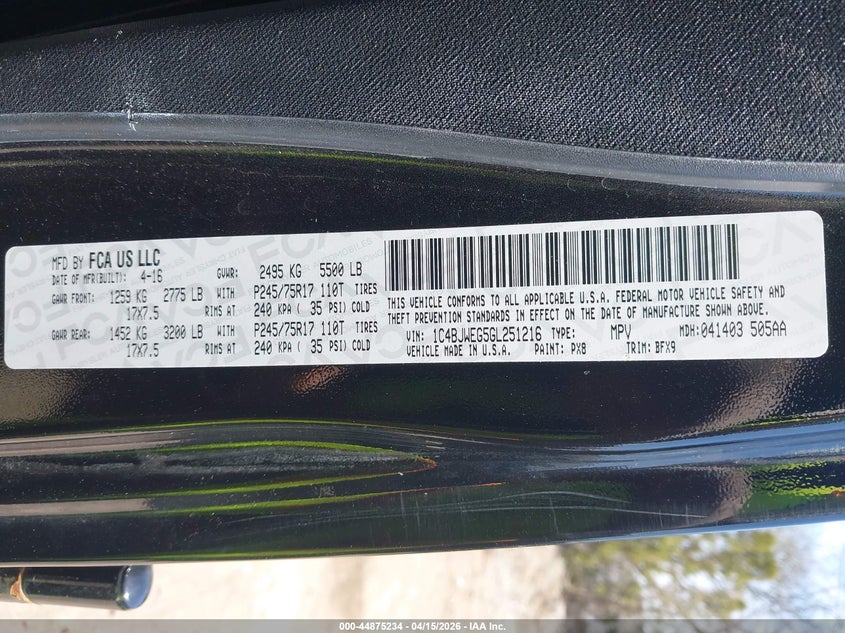 MFD BY FCA US LLC
DATE OF MFR(BUILT): 4-16 GVWR: 2495 KG 5500 LB
GAWR FRONT: 1259 KG 2775 LB WITH P245/75R17 110T TIRES
17X7.5 RIMS AT 240 KPA ( 35 PSI) COLD
GAWR REAR: 1452 KG 3200 LB WITH P245/75R17 110T TIRES
17X7.5 RIMS AT 240 KPA ( 35 PSI) COLD
THIS VEHICLE CONFORMS TO ALL APPLICABLE U.S.A. FEDERAL MOTOR VEHICLE SAFETY AND
THEFT PREVENTION STANDARDS IN EFFECT ON THE DATE OF MANUFACTURE SHOWN ABOVE.
VIN: 1C4BJWEG5GL251216 TYPE: MPV MDH: 041403 505AA
VEHICLE MADE IN U.S.A. PAINT: PX8 TRIM: BFX9
000-44875234 - 04/15/2026 - IAA Inc.